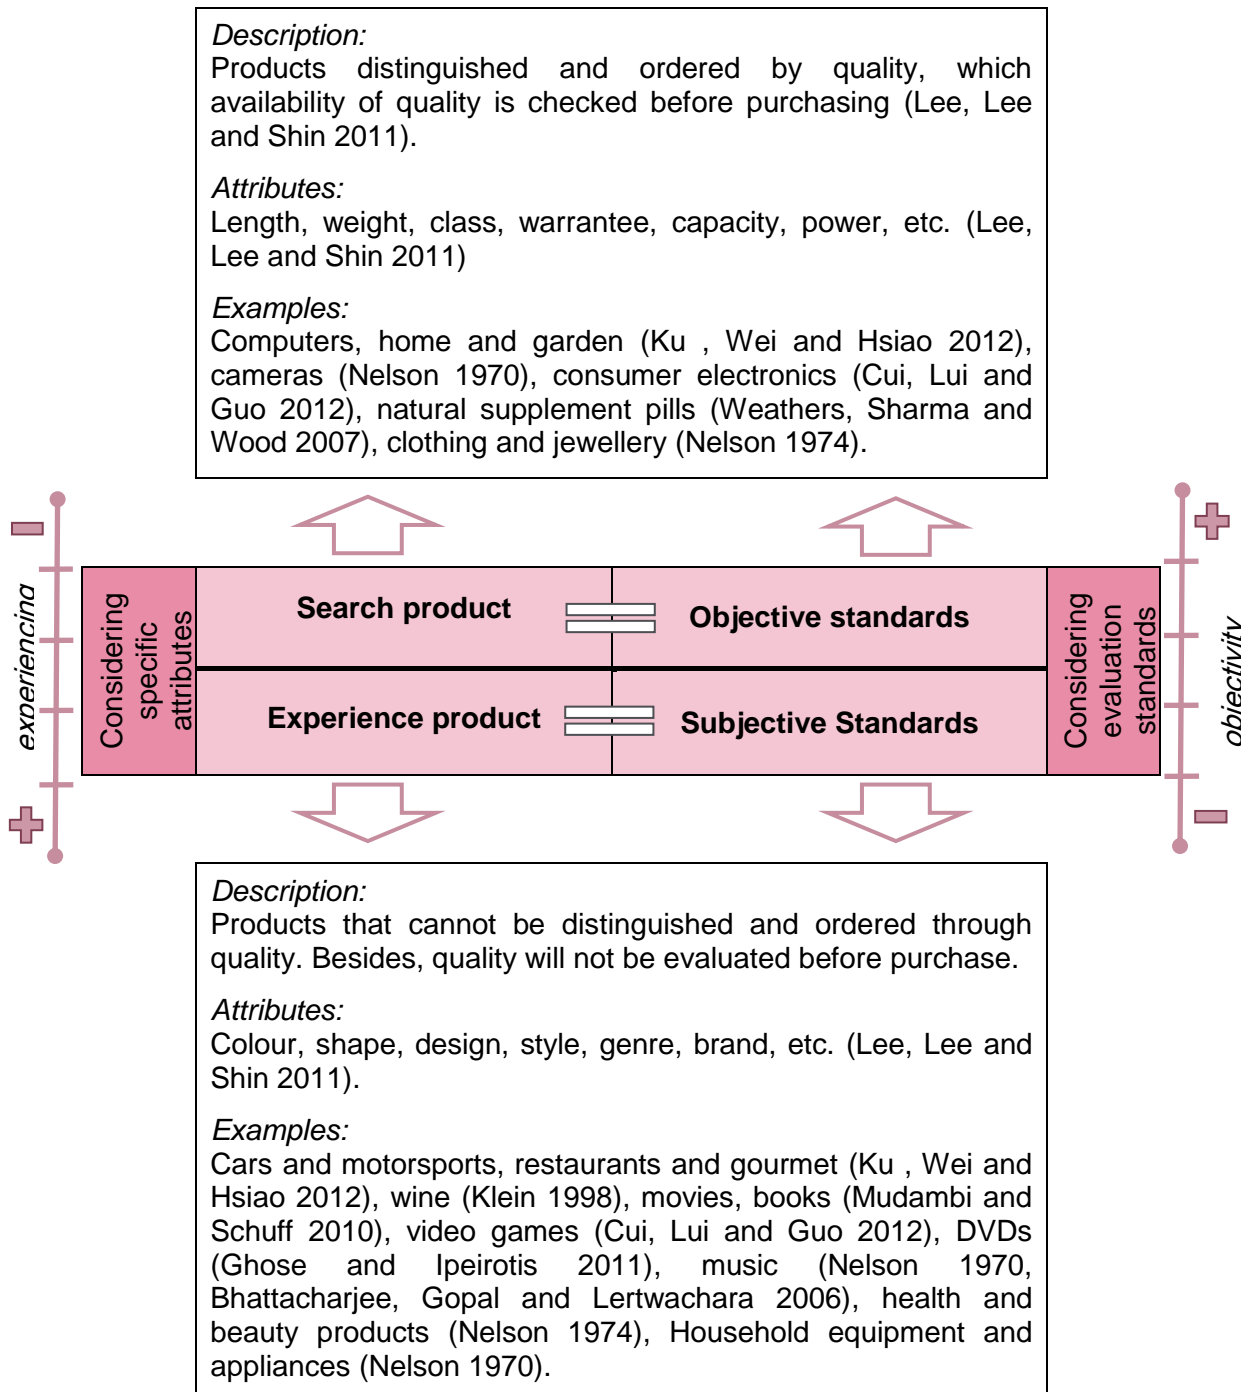 Description:
Products distinguished and ordered by quality, which
availability of quality is checked before purchasing (Lee, Lee
and Shin 2011).
Attributes:
Length, weight, class, warrantee, capacity, power, etc. (Lee,
Lee and Shin 2011)
Examples:
Computers, home and garden (Ku , Wei and Hsiao 2012),
cameras (Nelson 1970), consumer electronics (Cui, Lui and
Guo 2012), natural supplement pills (Weathers, Sharma and
Wood 2007), clothing and jewellery (Nelson 1974).
experiencing
Considering
specific
attributes
Search product
Objective standards
Experience product
Subjective Standards
Considering
evaluation
standards
objectivity
Description:
Products that cannot be distinguished and ordered through
quality. Besides, quality will not be evaluated before purchase.
Attributes:
Colour, shape, design, style, genre, brand, etc. (Lee, Lee and
Shin 2011).
Examples:
Cars and motorsports, restaurants and gourmet (Ku , Wei and
Hsiao 2012), wine (Klein 1998), movies, books (Mudambi and
Schuff 2010), video games (Cui, Lui and Guo 2012), DVDs
(Ghose and Ipeirotis 2011), music (Nelson 1970,
Bhattacharjee, Gopal and Lertwachara 2006), health and
beauty products (Nelson 1974), Household equipment and
appliances (Nelson 1970).